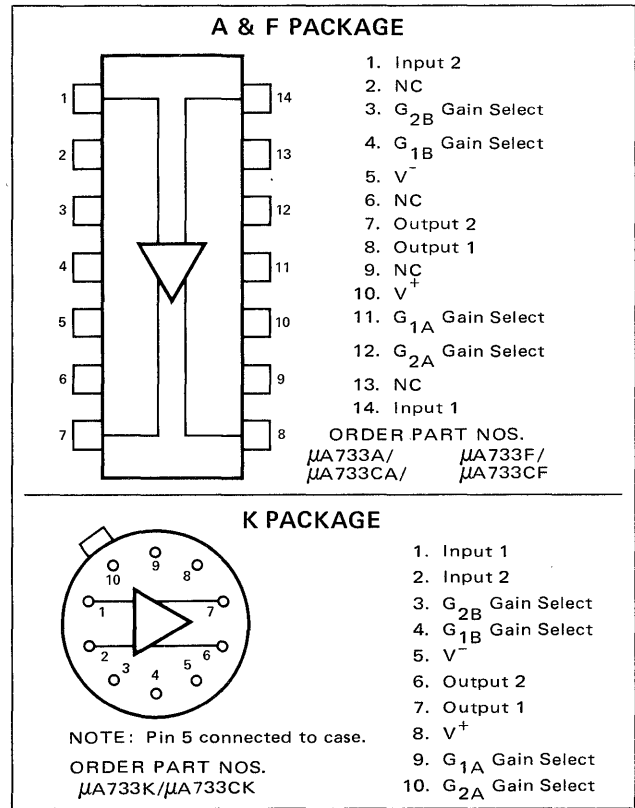 A & F PACKAGE
1
2
3
4
5
6
7
14
13
12
11
10
9
8
1. Input 2
2. NC
3. G2B Gain Select
4. G1B Gain Select
5. V-
6. NC
7. Output 2
8. Output 1
9. NC
10. V+
11. G1A Gain Select
12. G2A Gain Select
13. NC
14. Input 1
ORDER PART NOS.
μA733A/ μA733F/
μA733CA/ μA733CF
K PACKAGE
10
9
8
1
7
2
6
3
4
5
NOTE: Pin 5 connected to case.
ORDER PART NOS.
μA733K/μA733CK
1. Input 1
2. Input 2
3. G2B Gain Select
4. G1B Gain Select
5. V-
6. Output 2
7. Output 1
8. V+
9. G1A Gain Select
10. G2A Gain Select